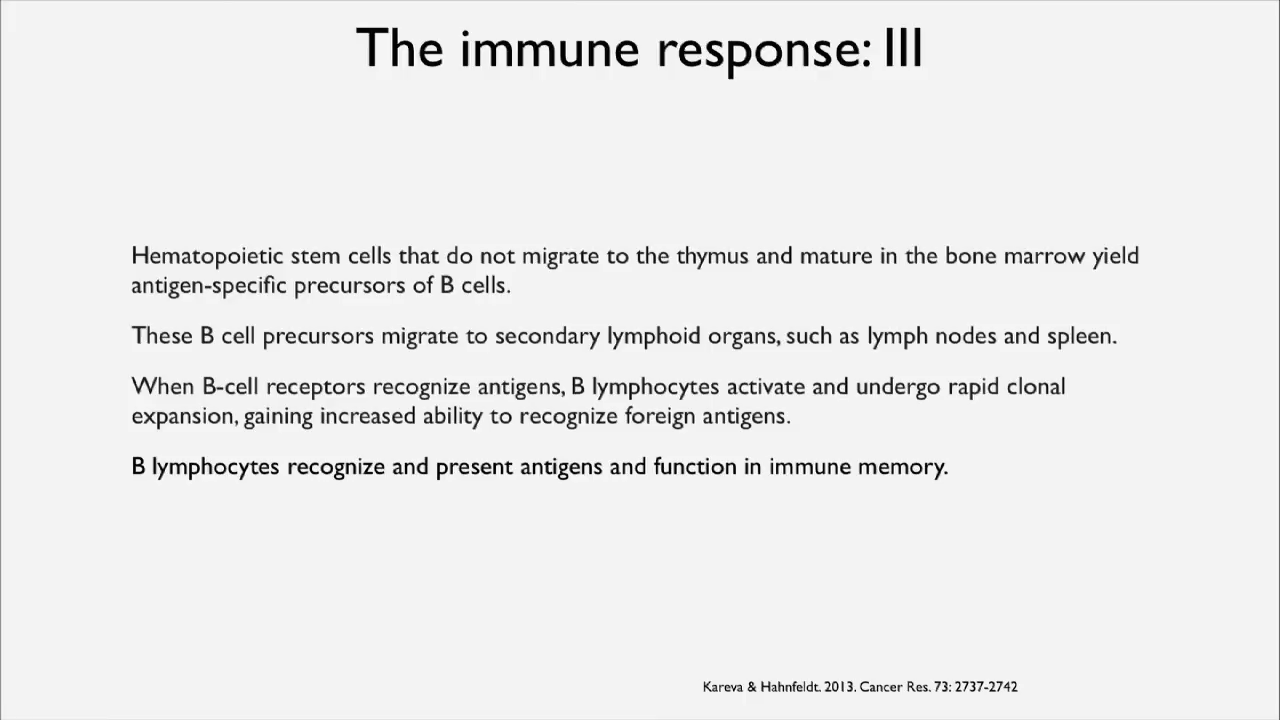 The immune response: III
Hematopoietic stem cells that do not migrate to the thymus and mature in the bone marrow yield
antigen-specific precursors of B cells.
These B cell precursors migrate to secondary lymphoid organs, such as lymph nodes and spleen.
When B-cell receptors recognize antigens, B lymphocytes activate and undergo rapid clonal
expansion, gaining increased ability to recognize foreign antigens.
B lymphocytes recognize and present antigens and function in immune memory.
Kareva & Hahnfeldt. 2013. Cancer Res. 73: 2737-2742